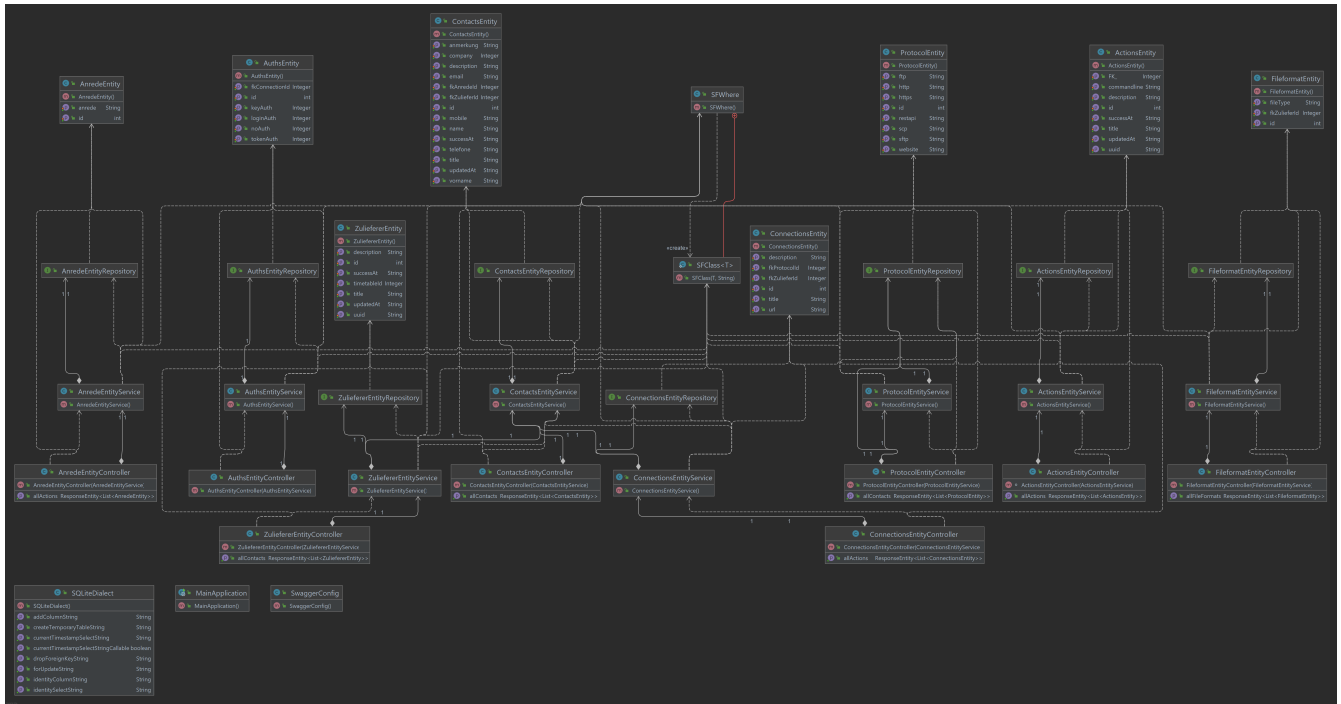 ContactsEntity
ContactsEntity()
anmerkung String
company Integer
description String
email String
fkAnredeId Integer
fkZulieferId Integer
id int
mobile String
name String
successAt String
telefone String
title String
updatedAt String
vorname String
ProtocolEntity
ProtocolEntity()
ftp String
http String
https String
id int
restapi String
scp String
sftp String
website String
ActionsEntity
ActionsEntity()
FK_ Integer
commandline String
description String
id int
successAt String
title String
updatedAt String
uuid String
AuthsEntity
AuthsEntity()
fkConnectionId Integer
id int
keyAuth Integer
loginAuth Integer
noAuth Integer
tokenAuth Integer
AnredeEntity
AnredeEntity()
anrede String
id int
SFWhere
SFWhere()
FileformatEntity
FileformatEntity()
fileType String
fkZulieferId Integer
id int
ZuliefererEntity
ZuliefererEntity()
description String
id int
successAt String
timetableId Integer
title String
updatedAt String
uuid String
ConnectionsEntity
ConnectionsEntity()
description String
fkProtocolId Integer
fkZulieferId Integer
id int
title String
url String
«create»
SFClass<T>
SFClass(T, String)
AnredeEntityRepository
AuthsEntityRepository
ContactsEntityRepository
ProtocolEntityRepository
ActionsEntityRepository
FileformatEntityRepository
AnredeEntityService
AnredeEntityService()
AuthsEntityService
AuthsEntityService()
ZuliefererEntityRepository
ContactsEntityService
ContactsEntityService()
ConnectionsEntityRepository
ProtocolEntityService
ProtocolEntityService()
ActionsEntityService
ActionsEntityService()
FileformatEntityService
FileformatEntityService()
AnredeEntityController
AnredeEntityController(AnredeEntityService)
allActions ResponseEntity<List<AnredeEntity>>
AuthsEntityController
AuthsEntityController(AuthsEntityService)
ZuliefererEntityService
ZuliefererEntityService()
ContactsEntityController
ContactsEntityController(ContactsEntityService)
allContacts ResponseEntity<List<ContactsEntity>>
ConnectionsEntityService
ConnectionsEntityService()
ProtocolEntityController
ProtocolEntityController(ProtocolEntityService)
allContacts ResponseEntity<List<ProtocolEntity>>
ActionsEntityController
ActionsEntityController(ActionsEntityService)
allActions ResponseEntity<List<ActionsEntity>>
FileformatEntityController
FileformatEntityController(FileformatEntityService)
allFileFormats ResponseEntity<List<FileformatEntity>>
ZuliefererEntityController
ZuliefererEntityController(ZuliefererEntityService
allContacts ResponseEntity<List<ZuliefererEntity>>
ConnectionsEntityController
ConnectionsEntityController(ConnectionsEntityService
allActions ResponseEntity<List<ConnectionsEntity>>
SQLiteDialect
SQLiteDialect()
addColumnString String
createTemporaryTableString String
currentTimestampSelectString String
currentTimestampSelectStringCallable boolean
dropForeignKeyString String
forUpdateString String
identityColumnString String
identitySelectString String
MainApplication
MainApplication()
SwaggerConfig
SwaggerConfig()